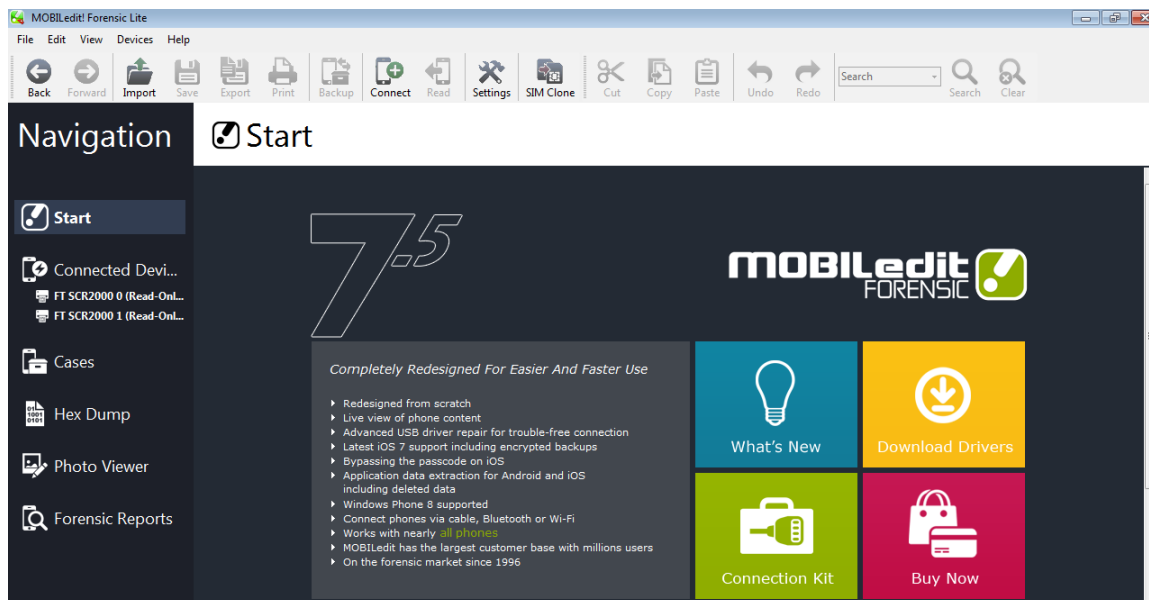 MOBILedit! Forensic Lite
File Edit View Devices Help
Back Forward Import Save Export Print Backup Connect Read Settings SIM Clone Cut Copy Paste Undo Redo Search Search Clear
Navigation
Start
Start
Connected Devi...
FT SCR2000 0 (Read-Onl...
FT SCR2000 1 (Read-Onl...
Cases
Hex Dump
Photo Viewer
Forensic Reports
7.5
MOBILedit
FORENSIC
Completely Redesigned For Easier And Faster Use
Redesigned from scratch
Live view of phone content
Advanced USB driver repair for trouble-free connection
Latest iOS 7 support including encrypted backups
Bypassing the passcode on iOS
Application data extraction for Android and iOS
including deleted data
Windows Phone 8 supported
Connect phones via cable, Bluetooth or Wi-Fi
Works with nearly all phones
MOBILedit has the largest customer base with millions users
On the forensic market since 1996
What's New
Download Drivers
Connection Kit
Buy Now